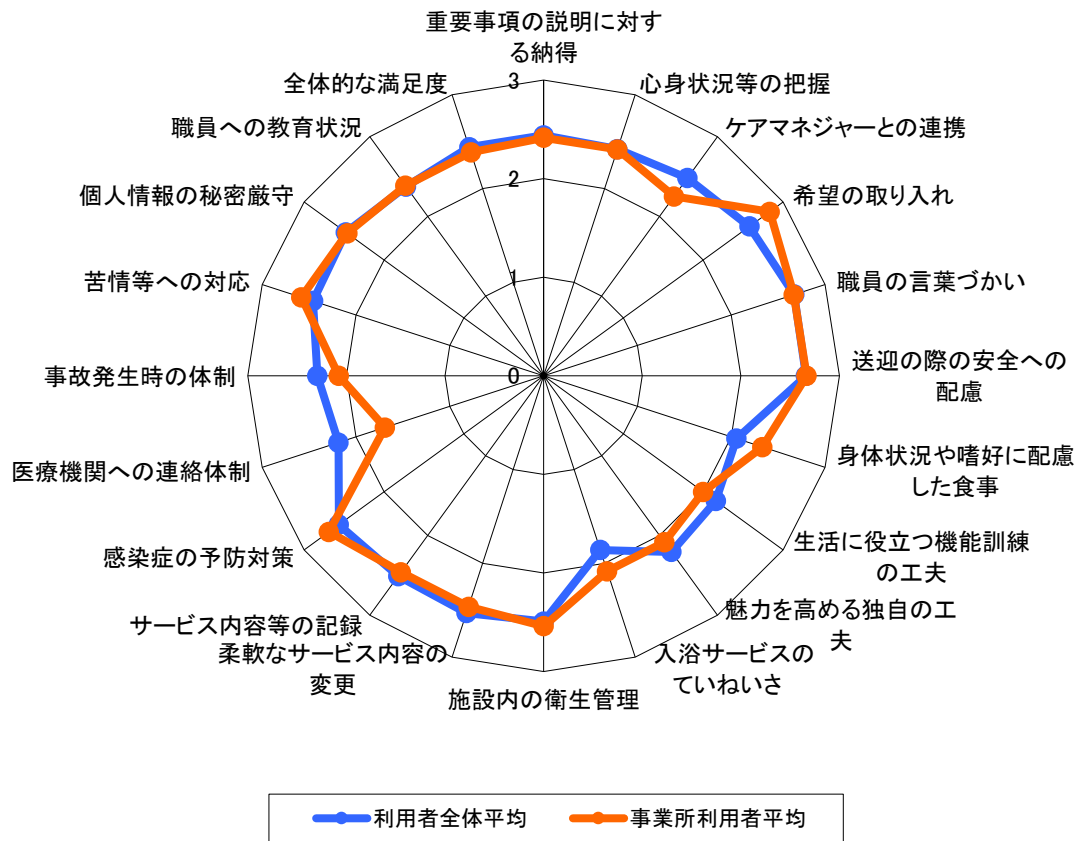 重要事項の説明に対す
る納得
心身状況等の把握
ケアマネジャーとの連携
希望の取り入れ
職員の言葉づかい
送迎の際の安全への
配慮
身体状況や嗜好に配慮
した食事
生活に役立つ機能訓練
の工夫
魅力を高める独自の工
夫
入浴サービスの
ていねいさ
施設内の衛生管理
柔軟なサービス内容の
変更
サービス内容等の記録
感染症の予防対策
医療機関への連絡体制
事故発生時の体制
苦情等への対応
個人情報の秘密厳守
職員への教育状況
全体的な満足度
3
2
1
0
利用者全体平均
事業所利用者平均